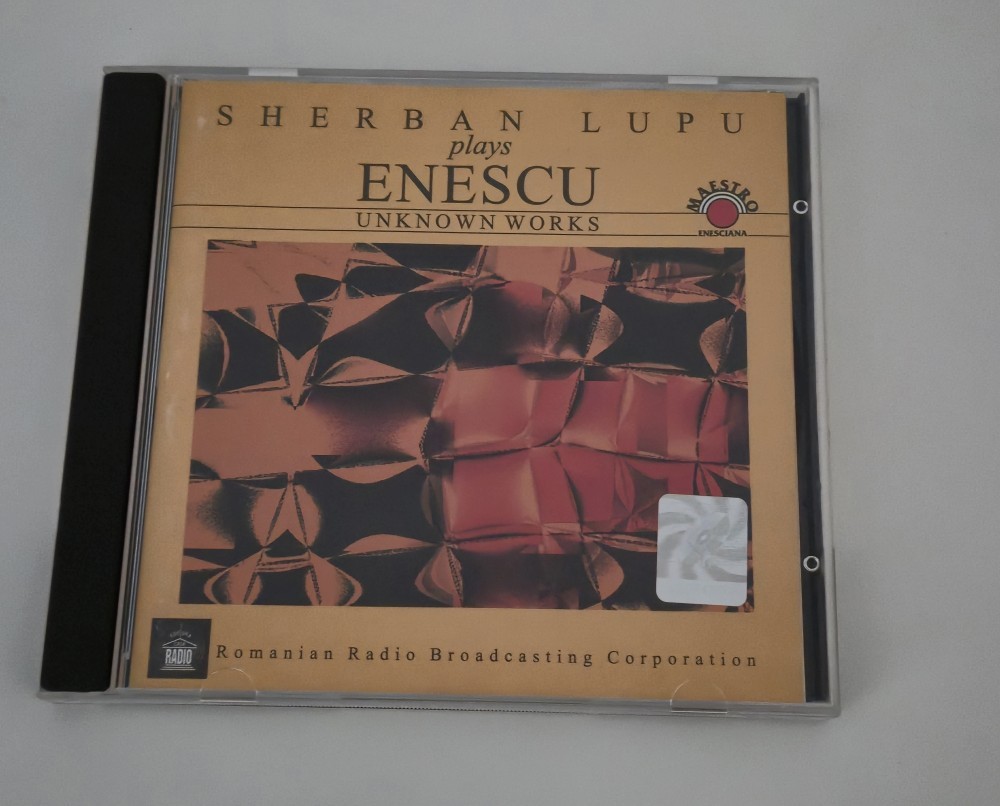 SHERBAN LUPU
plays
ENESCU
UNKNOWN WORKS
MAESTRO
ENESCIANA
RADIO
Romanian Radio Broadcasting Corporation